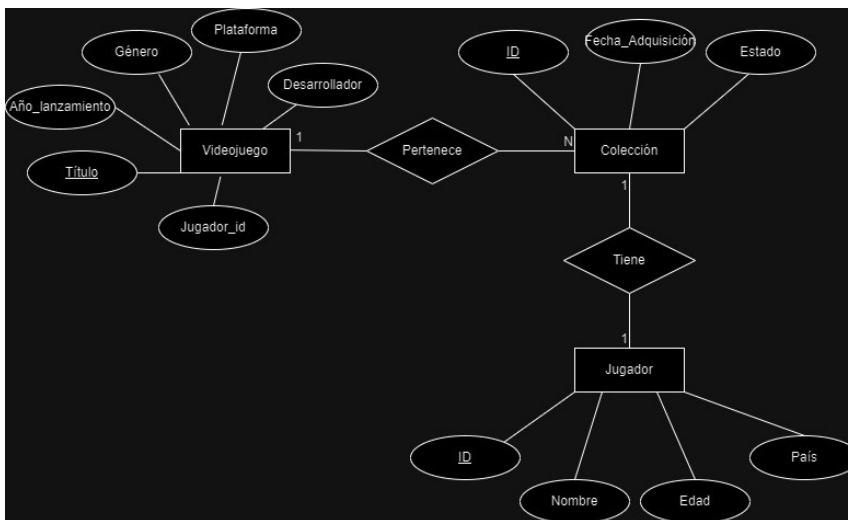 Plataforma
Género
Fecha_Adquisición
ID
Estado
Desarrollador
Año_lanzamiento
1
Videojuego
Pertenece
N
Colección
Título
1
Jugador_id
Tiene
1
Jugador
ID
País
Nombre
Edad